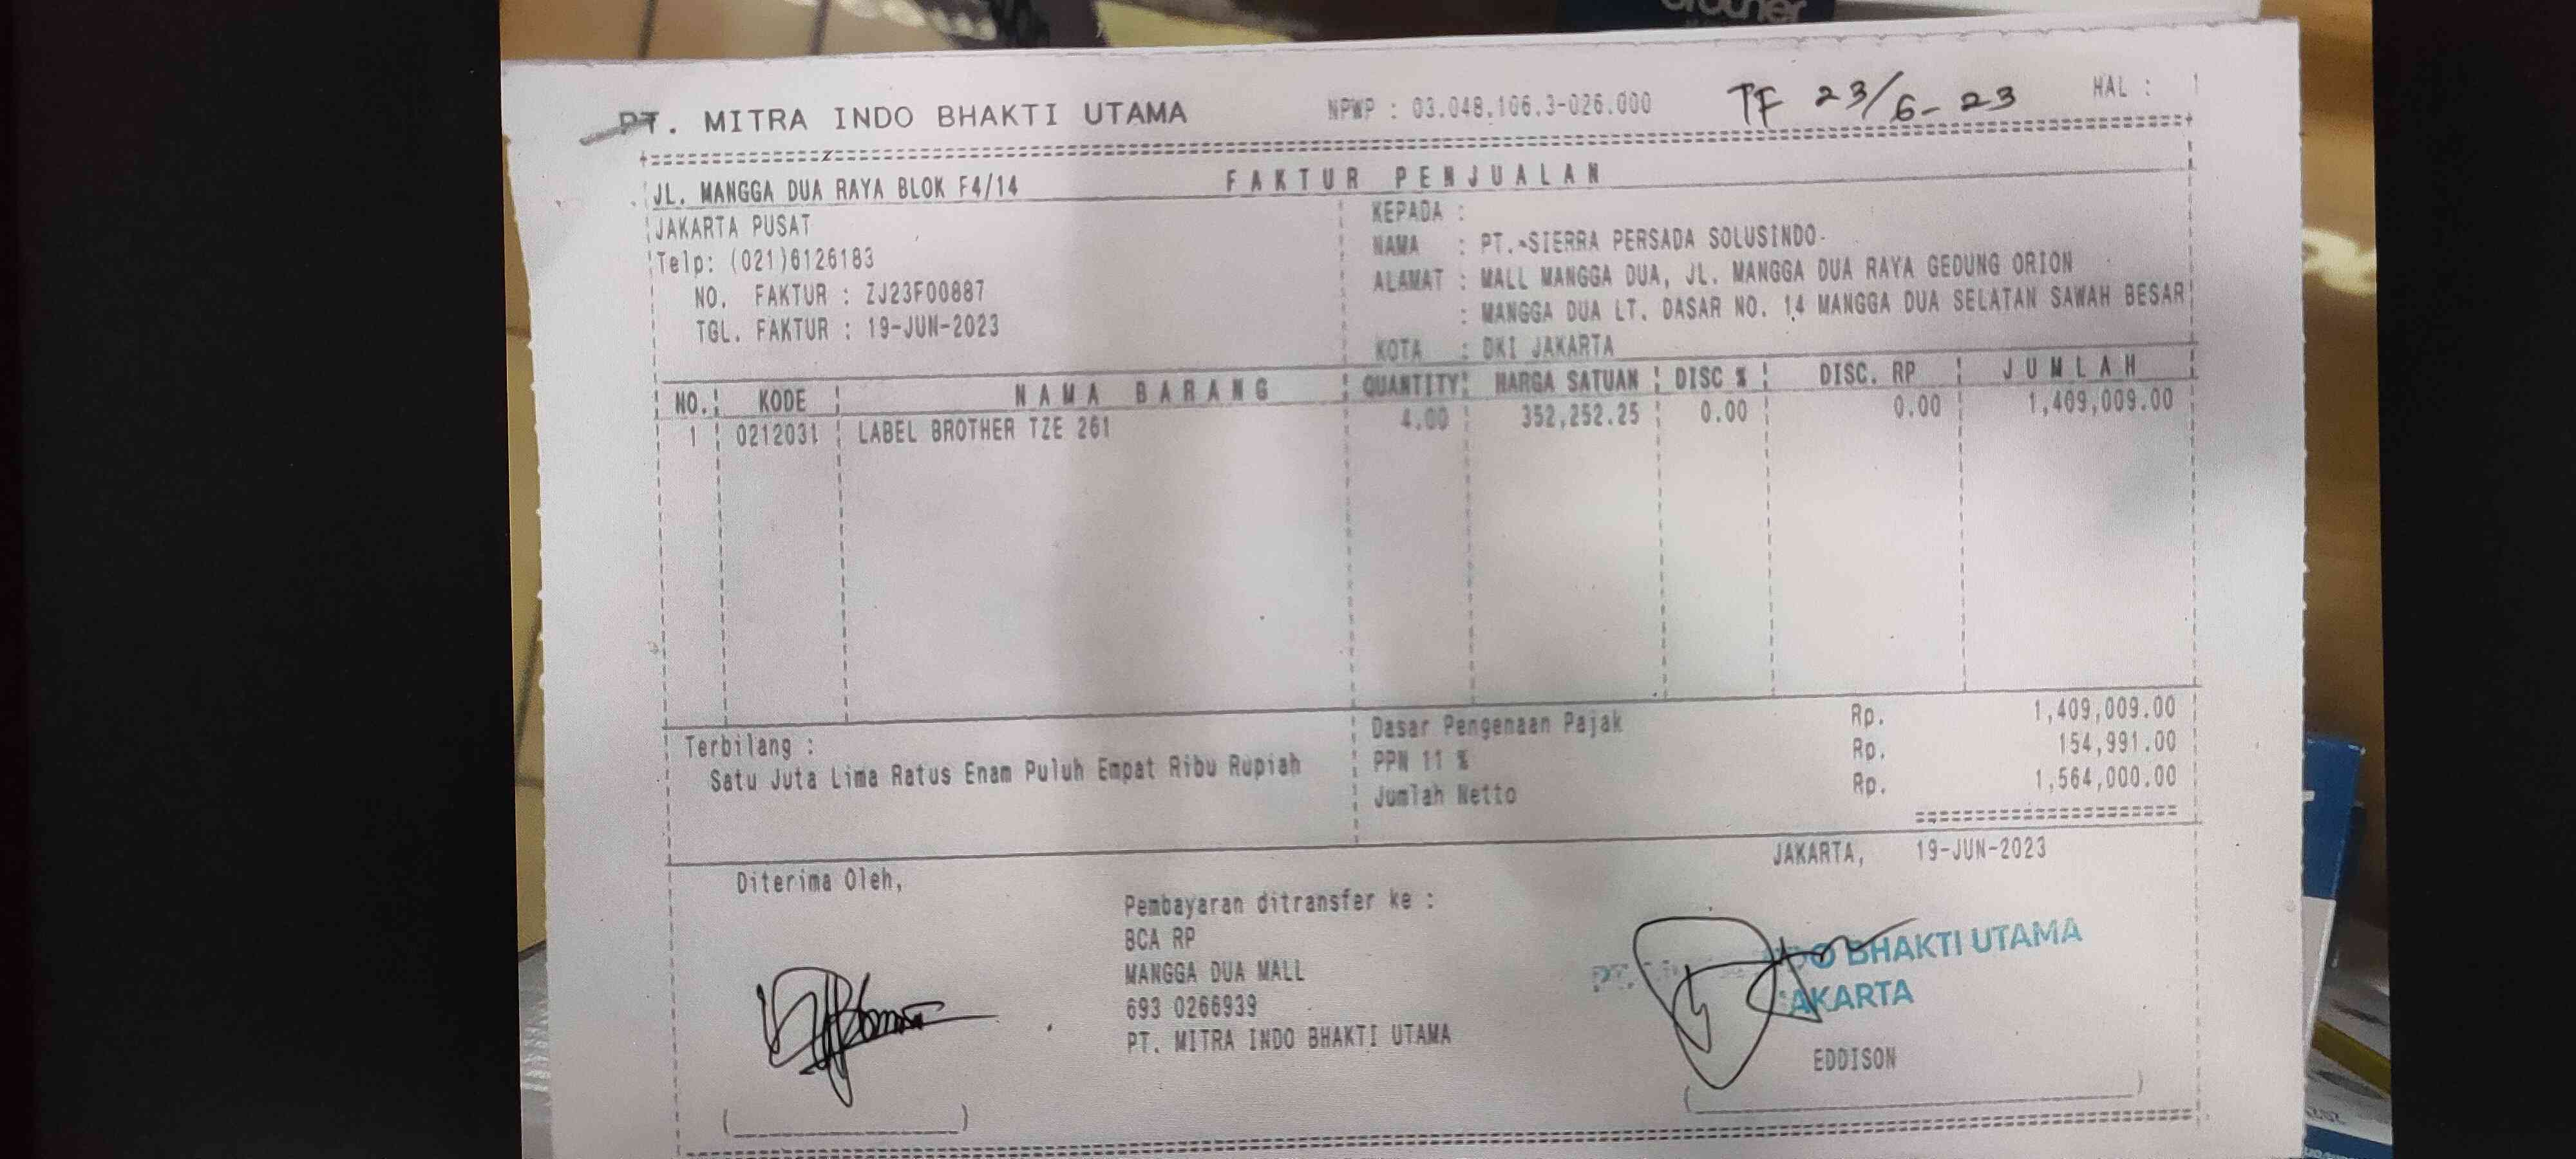 brother
PT. MITRA INDO BHAKTI UTAMA NPWP : 03.048.106.3-026.000 TF 23/6-23 HAL : 1
FAKTUR PENJUALAN
JL. MANGGA DUA RAYA BLOK F4/14
JAKARTA PUSAT
Telp: (021)6126183
NO. FAKTUR : ZJ23F00887
TGL. FAKTUR : 19-JUN-2023
KEPADA :
NAMA : PT. SIERRA PERSADA SOLUSINDO
ALAMAT : MALL MANGGA DUA, JL. MANGGA DUA RAYA GEDUNG ORION
: MANGGA DUA LT. DASAR NO. 14 MANGGA DUA SELATAN SAWAH BESAR
KOTA : DKI JAKARTA
NO. KODE NAMA BARANG QUANTITY HARGA SATUAN DISC % DISC. RP JUMLAH
1 0212031 LABEL BROTHER TZE 261 4.00 352,252.25 0.00 0.00 1,409,009.00
Terbilang :
Satu Juta Lima Ratus Enam Puluh Empat Ribu Rupiah
Dasar Pengenaan Pajak Rp. 1,409,009.00
PPN 11 % Rp. 154,991.00
Jumlah Netto Rp. 1,564,000.00
JAKARTA, 19-JUN-2023
Diterima Oleh,
Pembayaran ditransfer ke :
BCA RP
MANGGA DUA MALL
693 0266939
PT. MITRA INDO BHAKTI UTAMA
PT. BHAKTI UTAMA
JAKARTA
EDDISON